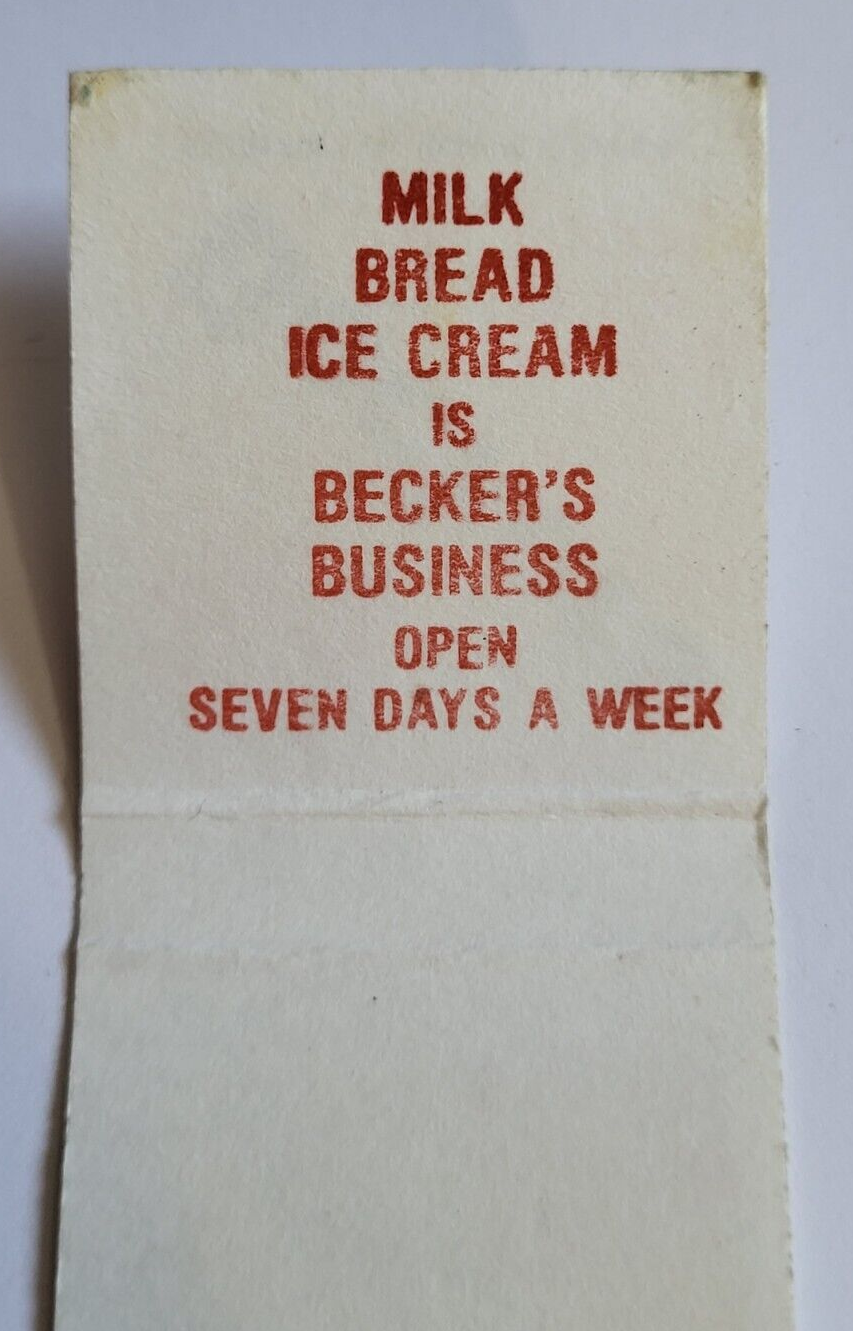 MILK
BREAD
ICE CREAM
IS
BECKER'S
BUSINESS
OPEN
SEVEN DAYS A WEEK